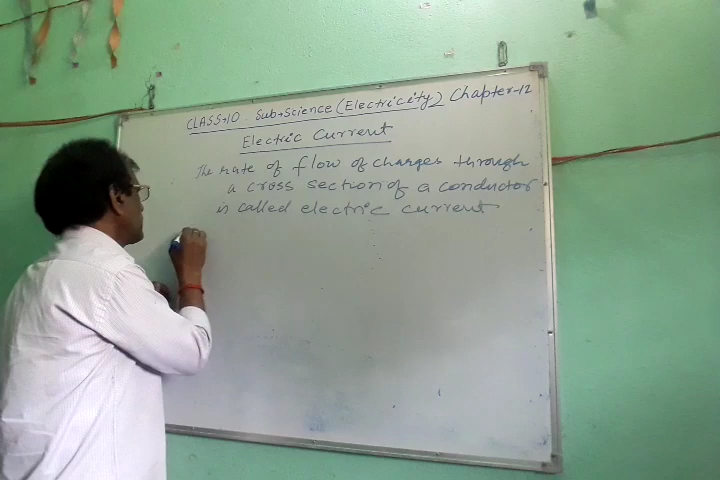 CLASS-10 Sub-Science (Electricity) Chapter-12
Electric Current
The rate of flow of charges through
a cross section of a conductor
is called electric current